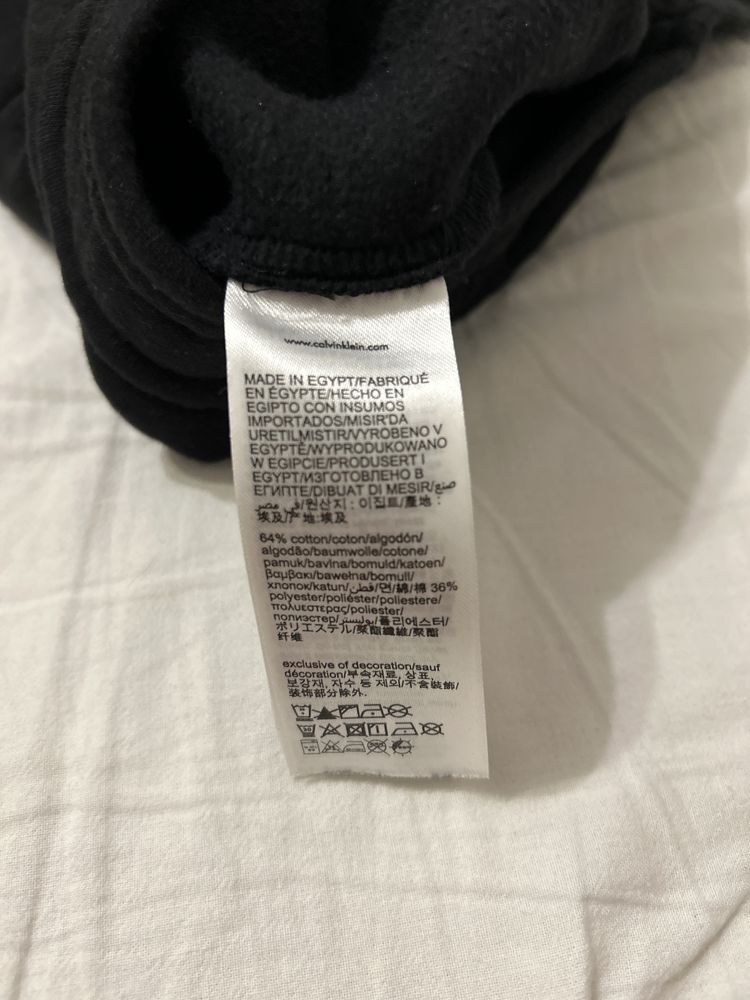 www.calvinklein.com
MADE IN EGYPT/FABRIQUÉ
EN ÉGYPTE/HECHO EN
EGIPTO CON INSUMOS
IMPORTADOS/MISIR'DA
URETILMISTIR/VYROBENO V
EGYPTĚ/WYPRODUKOWANO
W EGIPCIE/PRODUSERT I
EGYPT/ИЗГОТОВЛЕНО В
ЕГИПТЕ/DIBUAT DI MESIR/صنع
في مصر/원산지 : 이집트/產地 :
埃及/产地:埃及
64% cotton/coton/algodón/
algodão/baumwolle/cotone/
pamuk/bavlna/bomuld/katoen/
βαμβακι/bawełna/bomull/
хлопок/katun/قطن/면/綿/棉 36%
polyester/poliéster/poliestere/
πολυεστερας/poliester/
полиэстер/بوليستر/폴리에스터/
ポリエステル/聚酯纖維/聚酯
纤维
exclusive of decoration/sauf
décoration/부속재료, 상표,
보강재, 자수 등 제외/不含裝飾/
装饰部分除外.